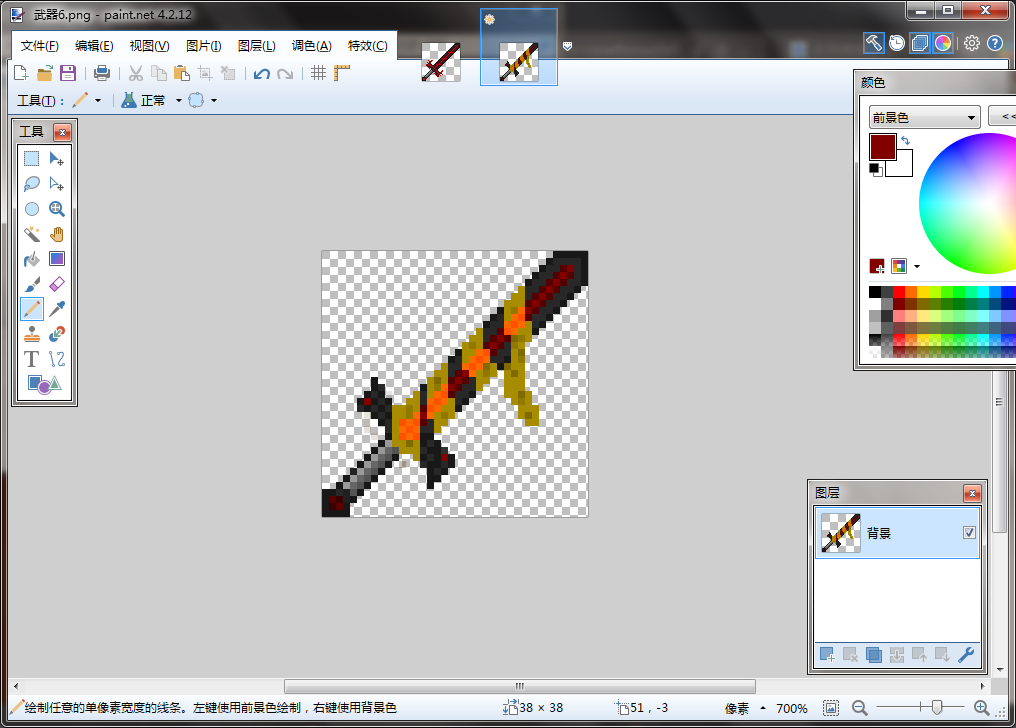 武器6.png - paint.net 4.2.12
文件(F) 编辑(E) 视图(V) 图片(I) 图层(L) 调色(A) 特效(C)
工具(T): 正常
工具
颜色
前景色 <<
T
图层
背景
绘制任意的单像素宽度的线条。左键使用前景色绘制，右键使用背景色 38 × 38 51, -3 像素 700%